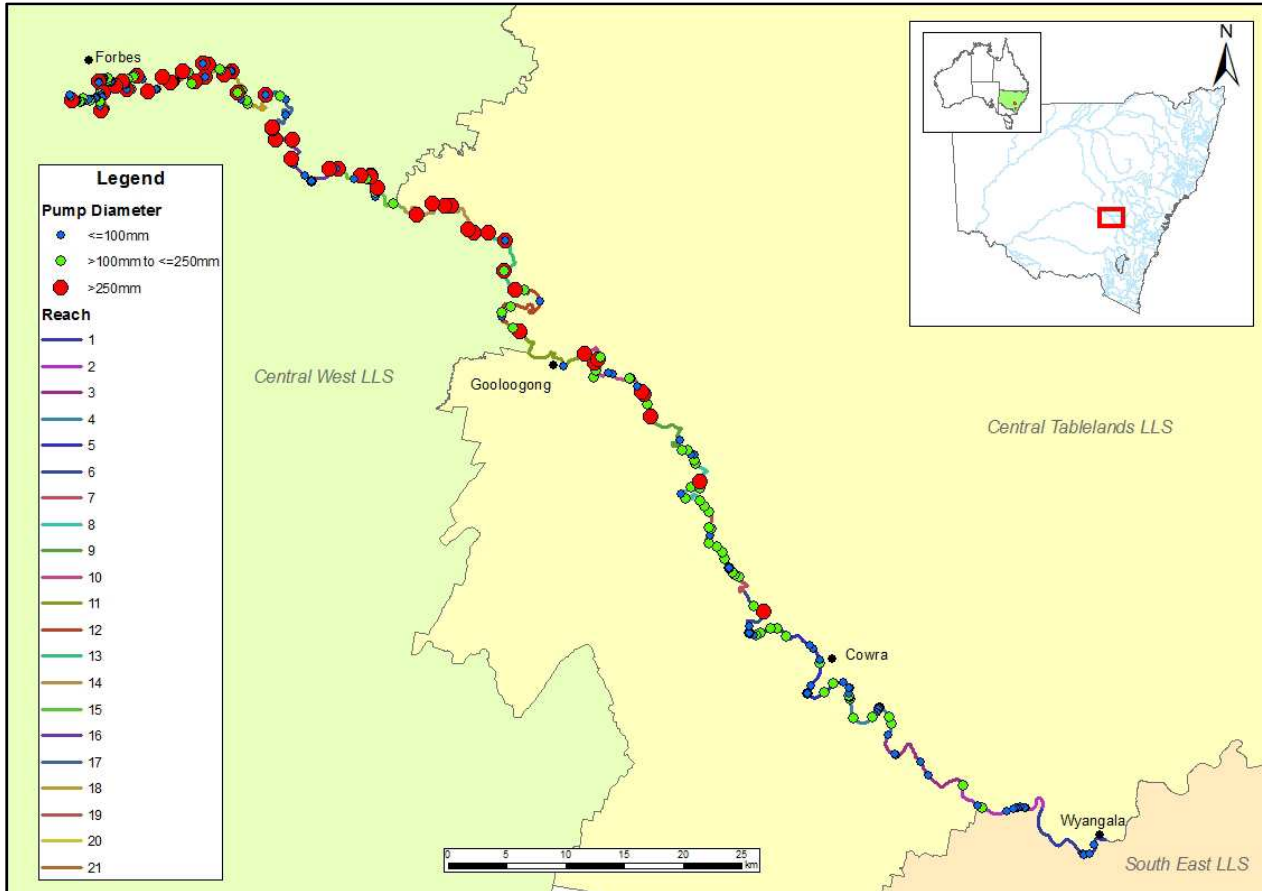 Forbes
N
Legend
Pump Diameter
<=100mm
>100mm to <=250mm
>250mm
Reach
1
2
3
4
5
6
7
8
9
10
11
12
13
14
15
16
17
18
19
20
21
Central West LLS
Gooloogong
Central Tablelands LLS
Cowra
Wyangala
South East LLS
0 5 10 15 20 25
km